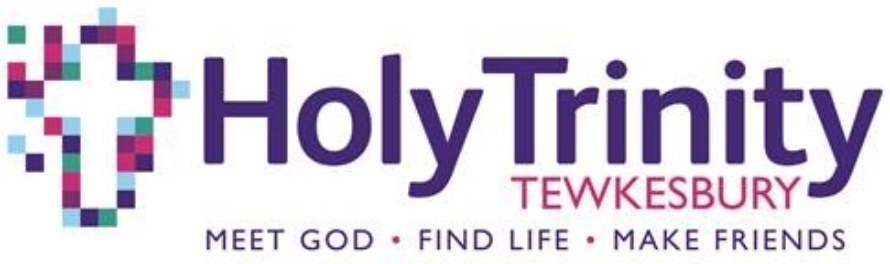 HolyTrinity
TEWKESBURY
MEET GOD • FIND LIFE • MAKE FRIENDS